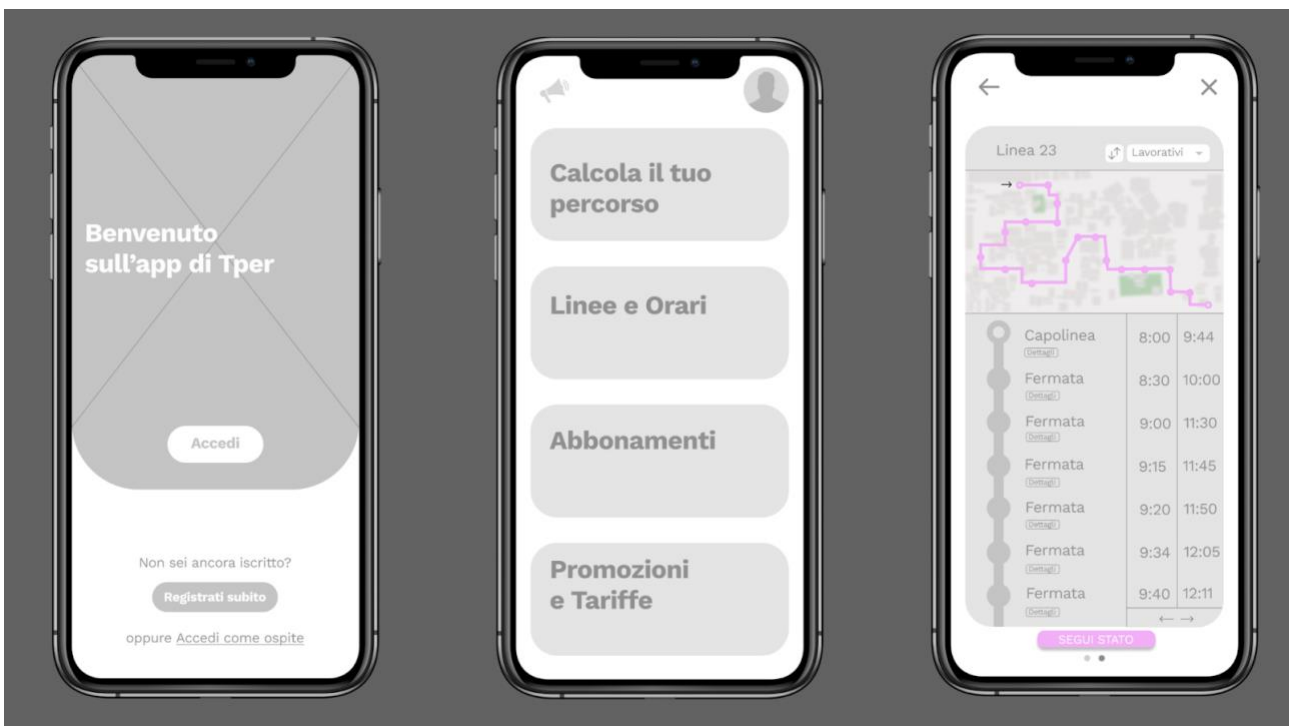 Benvenuto
sull'app di Tper
Accedi
Non sei ancora iscritto?
Registrati subito
oppure Accedi come ospite
Calcola il tuo
percorso
Linee e Orari
Abbonamenti
Promozioni
e Tariffe
Linea 23 Lavorativi
Capolinea 8:00 9:44
Dettagli
Fermata 8:30 10:00
Dettagli
Fermata 9:00 11:30
Dettagli
Fermata 9:15 11:45
Dettagli
Fermata 9:20 11:50
Dettagli
Fermata 9:34 12:05
Dettagli
Fermata 9:40 12:11
Dettagli
SEGUI STATO